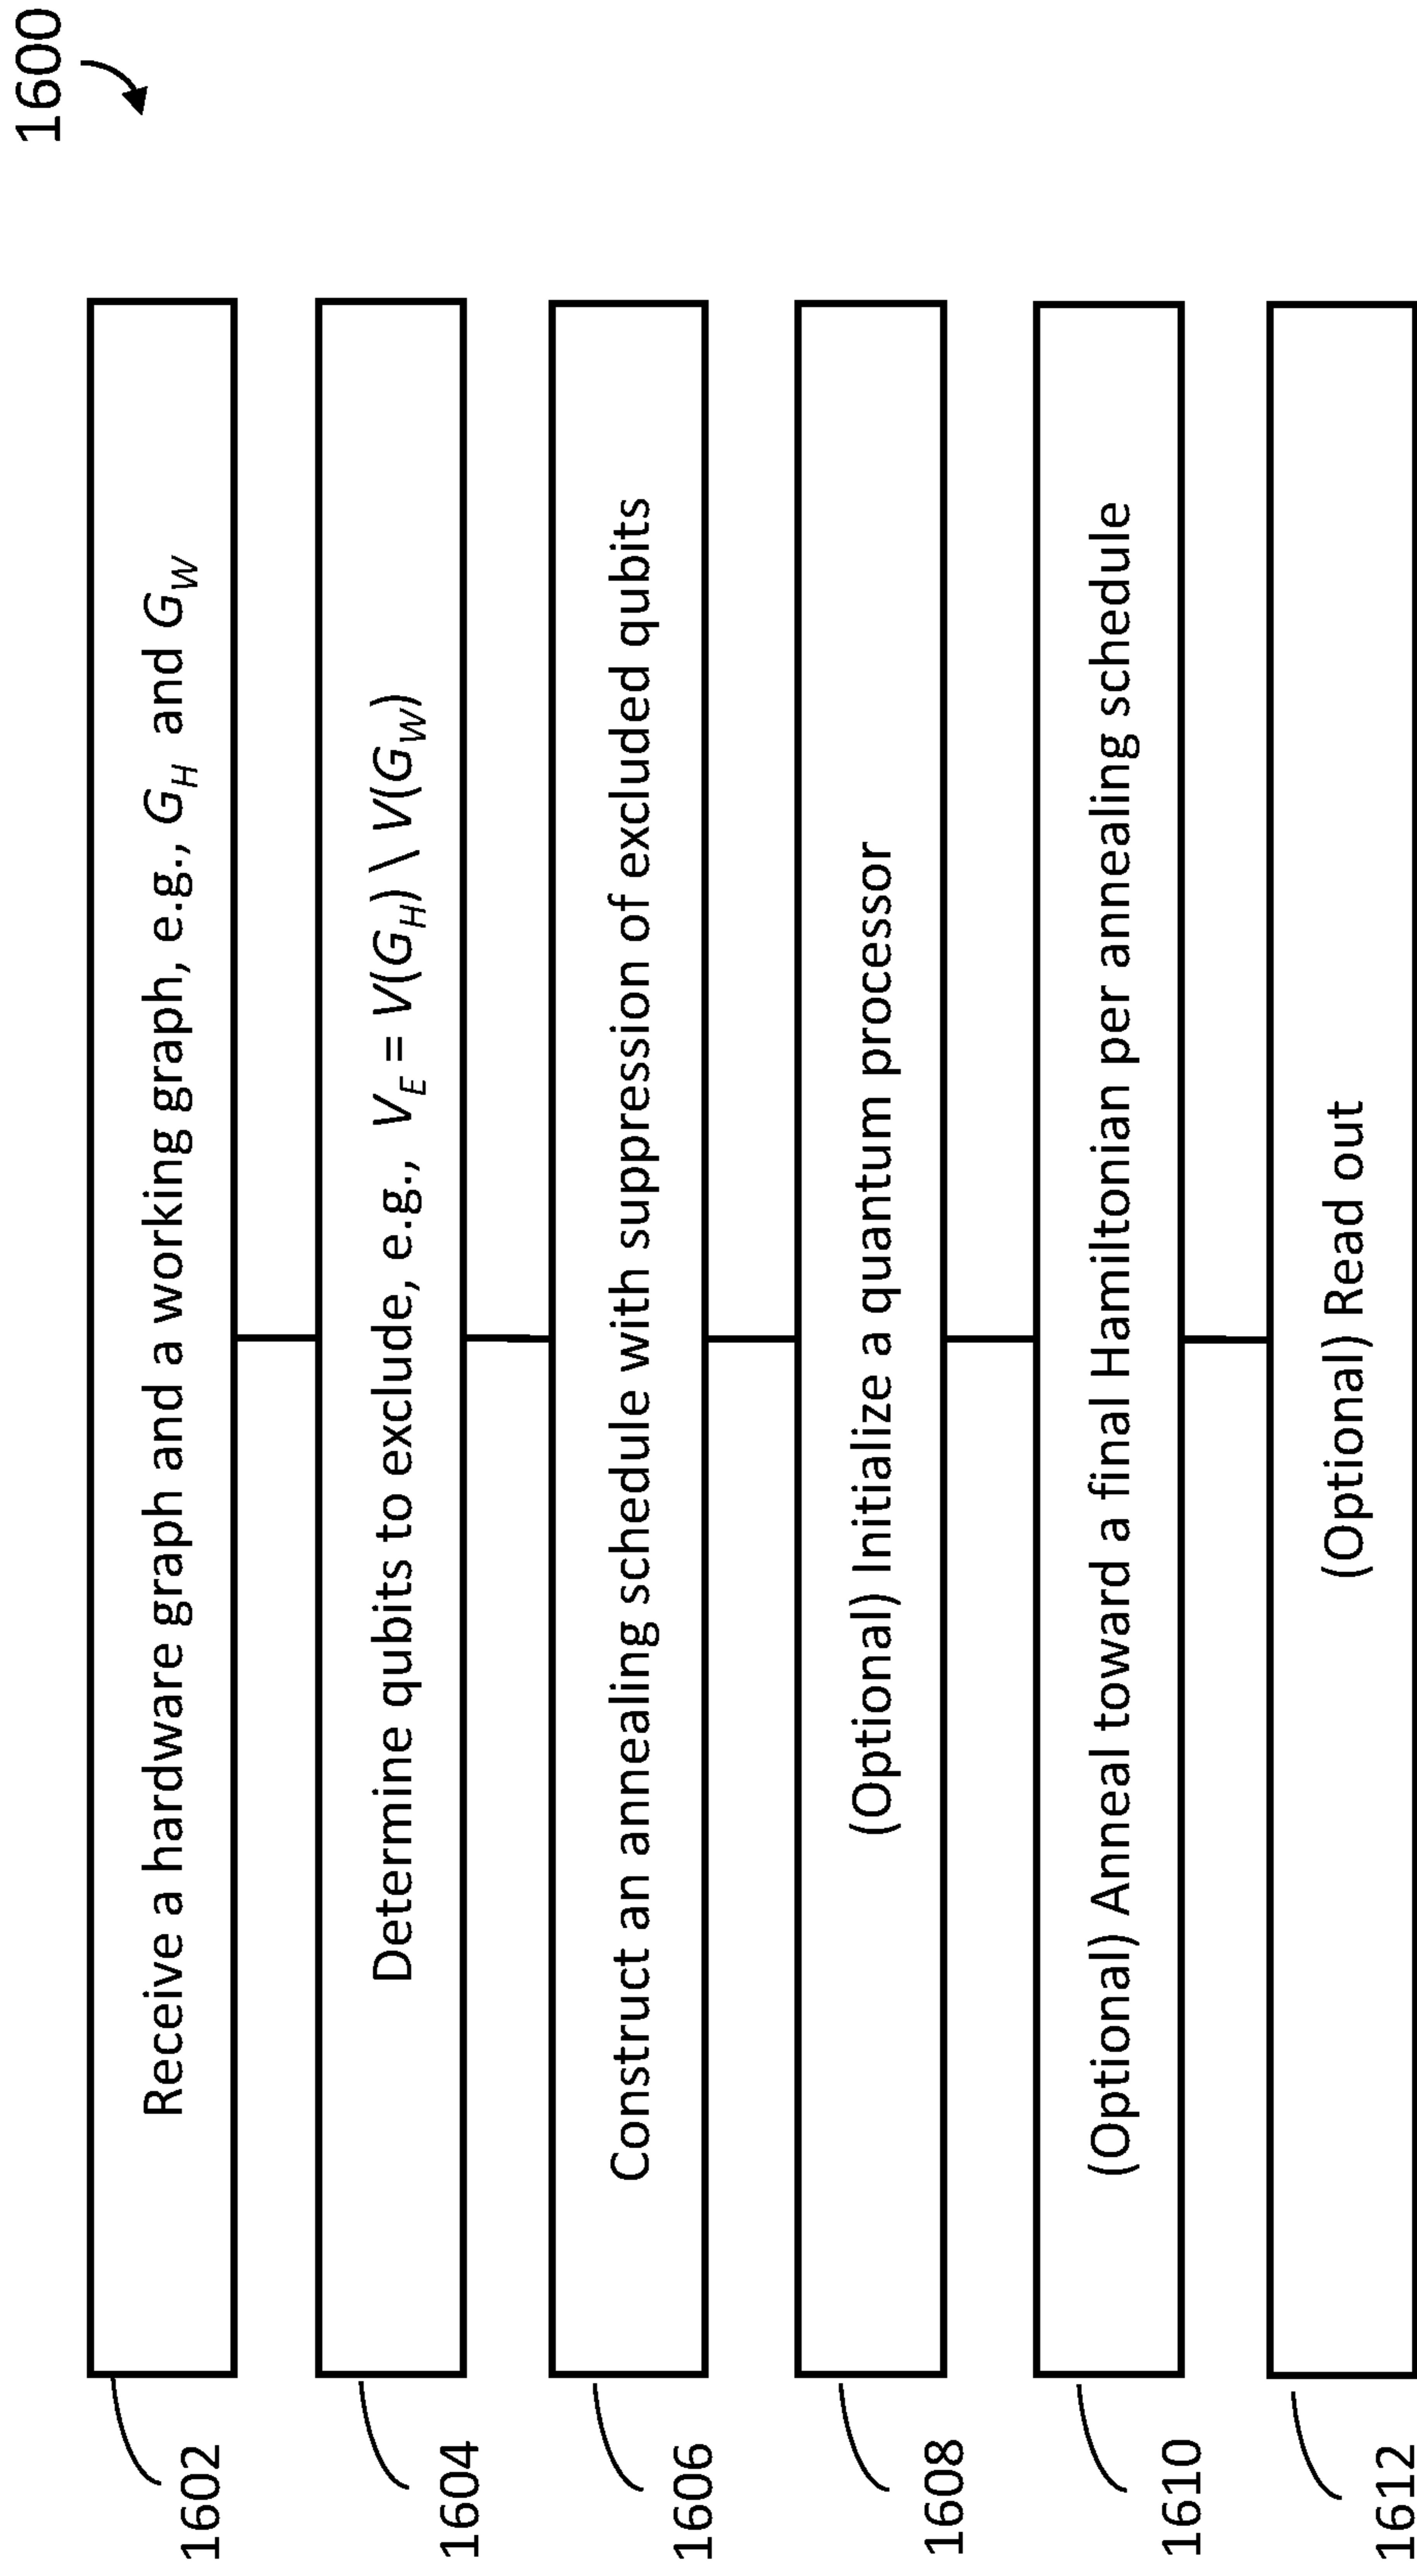 1600
1602
Receive a hardware graph and a working graph, e.g., G_H and G_W
1604
Determine qubits to exclude, e.g., V_E = V(G_H) \ V(G_W)
1606
Construct an annealing schedule with suppression of excluded qubits
1608
(Optional) Initialize a quantum processor
1610
(Optional) Anneal toward a final Hamiltonian per annealing schedule
1612
(Optional) Read out